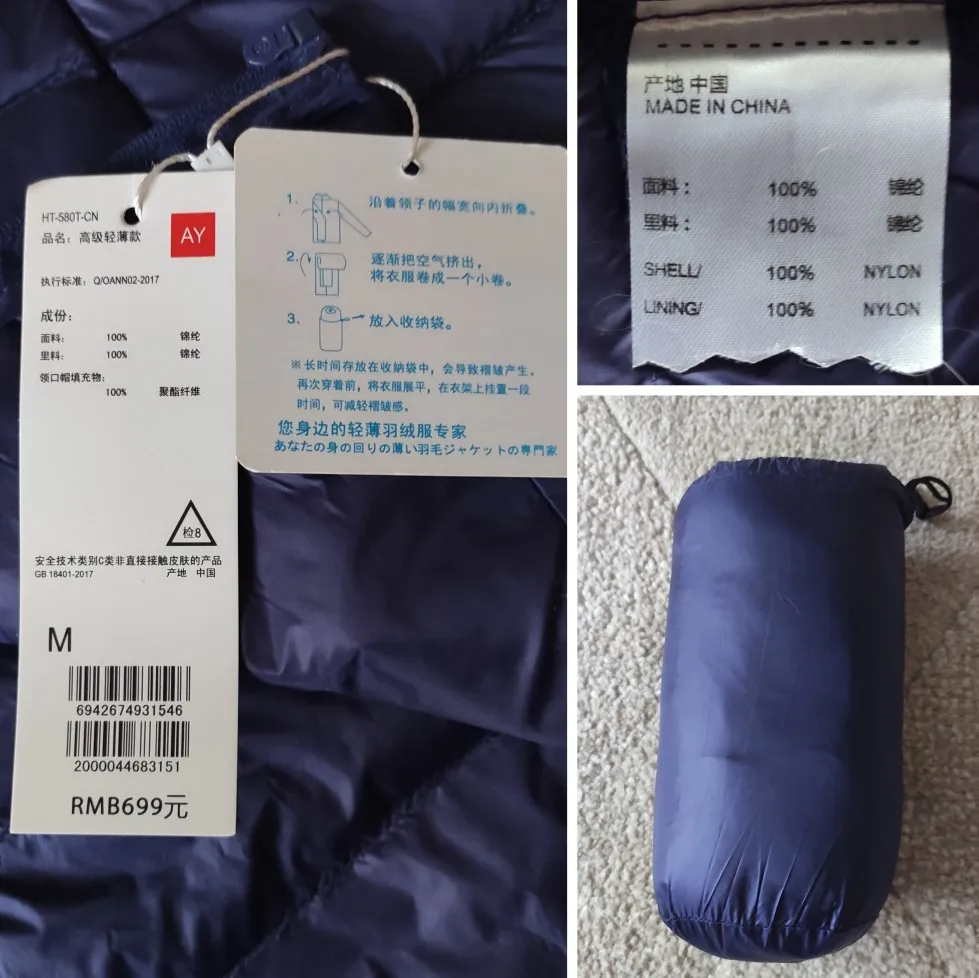 HT-580T-CN
品名：高级轻薄款
AY
执行标准：Q/OANN02-2017
成份：
面料： 100% 锦纶
里料： 100% 锦纶
领口帽填充物：
100% 聚酯纤维
检8
安全技术类别C类非直接接触皮肤的产品
GB 18401-2017 产地 中国
M
6942674931546
2000044683151
RMB699元
1. 沿着领子的幅宽向内折叠。
2. 逐渐把空气挤出，
将衣服卷成一个小卷。
3. 放入收纳袋。
※长时间存放在收纳袋中，会导致褶皱产生。
再次穿着前，将衣服展平，在衣架上挂置一段
时间，可减轻褶皱感。
您身边的轻薄羽绒服专家
あなたの身の回りの薄い羽毛ジャケットの専門家
产地 中国
MADE IN CHINA
面料： 100% 锦纶
里料： 100% 锦纶
SHELL/ 100% NYLON
LINING/ 100% NYLON